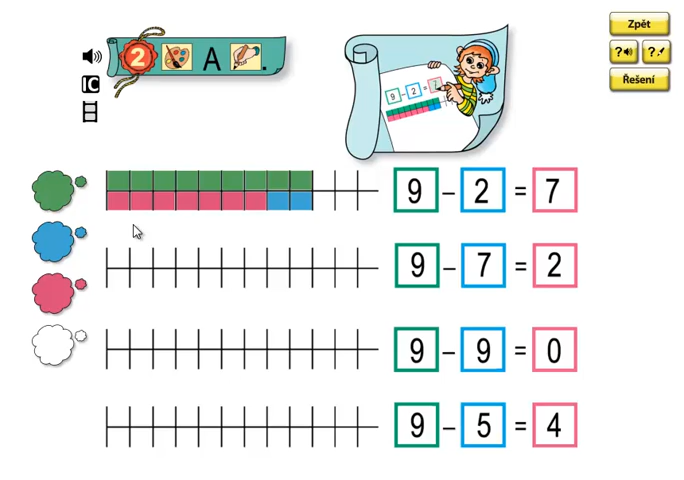 Zpět
2 A .
?
?
Řešení
9 – 2 = 7
9 – 2 = 7
9 – 7 = 2
9 – 9 = 0
9 – 5 = 4